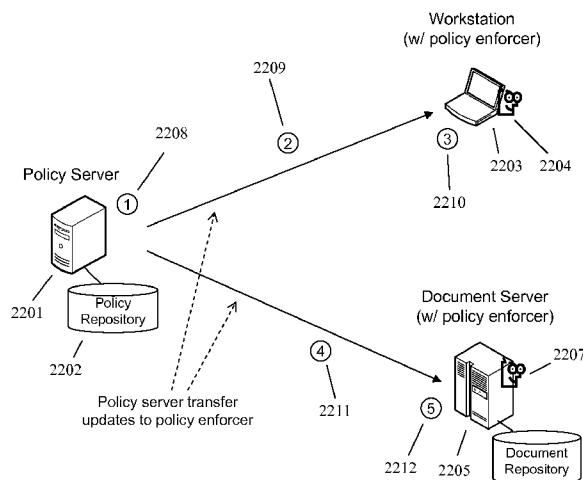 Workstation
(w/ policy enforcer)
2209
2208
2
3
2203
2204
2210
Policy Server
1
2201
Policy
Repository
2202
Document Server
(w/ policy enforcer)
2207
4
Policy server transfer
updates to policy enforcer
2211
5
2212
2205
Document
Repository